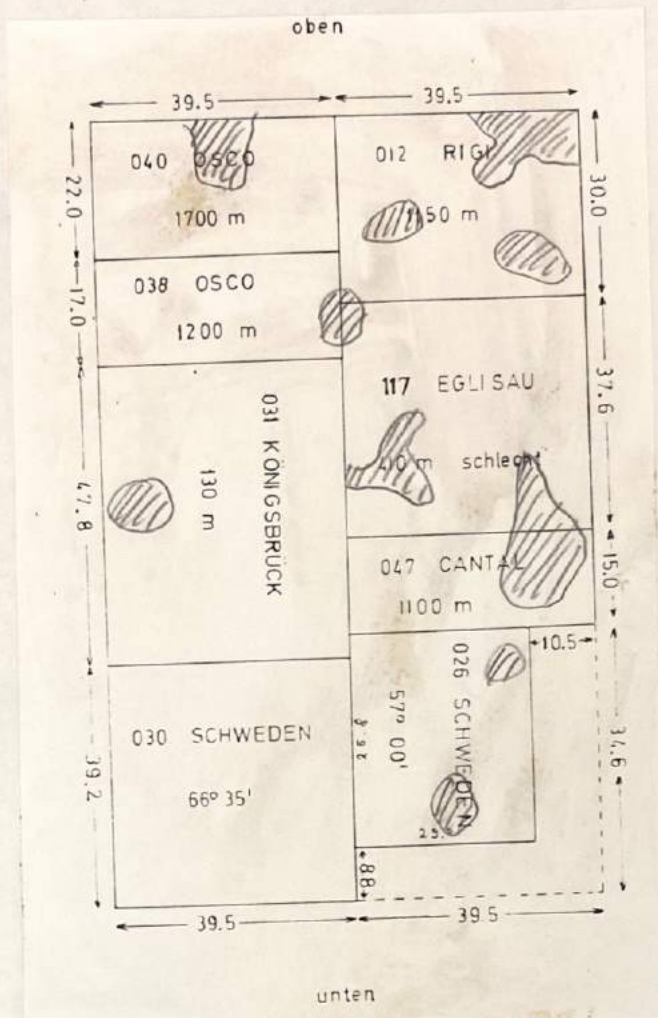 oben
39.5
39.5
040 OSCO
1700 m
22.0
038 OSCO
1200 m
17.0
031 KÖNIGSBRÜCK
130 m
47.8
030 SCHWEDEN
66° 35'
39.2
39.5
012 RIGI
1150 m
30.0
117 EGLISAU
410 m schlecht
37.6
047 CANTAL
1100 m
15.0
10.5
026 SCHWEDEN
57° 00'
34.6
8.8
39.5
unten